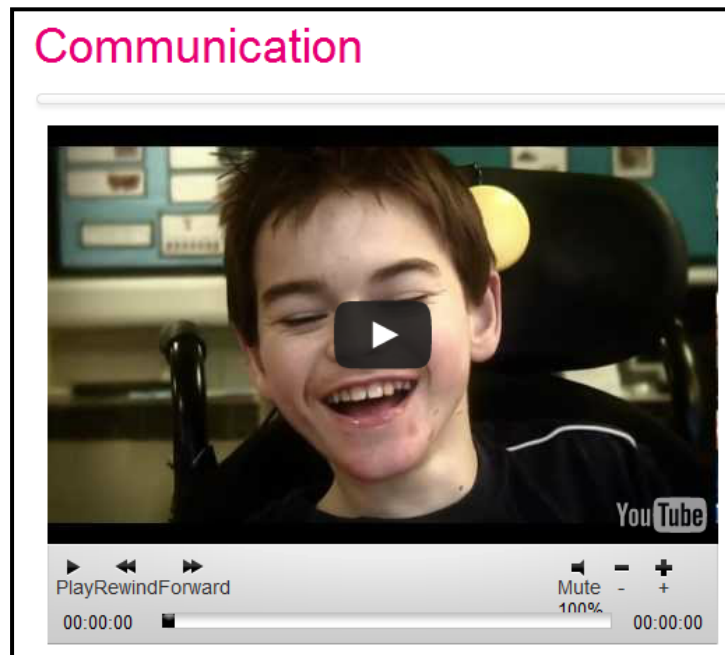 Communication
YouTube
PlayRewindForward
Mute - +
100%
00:00:00 00:00:00